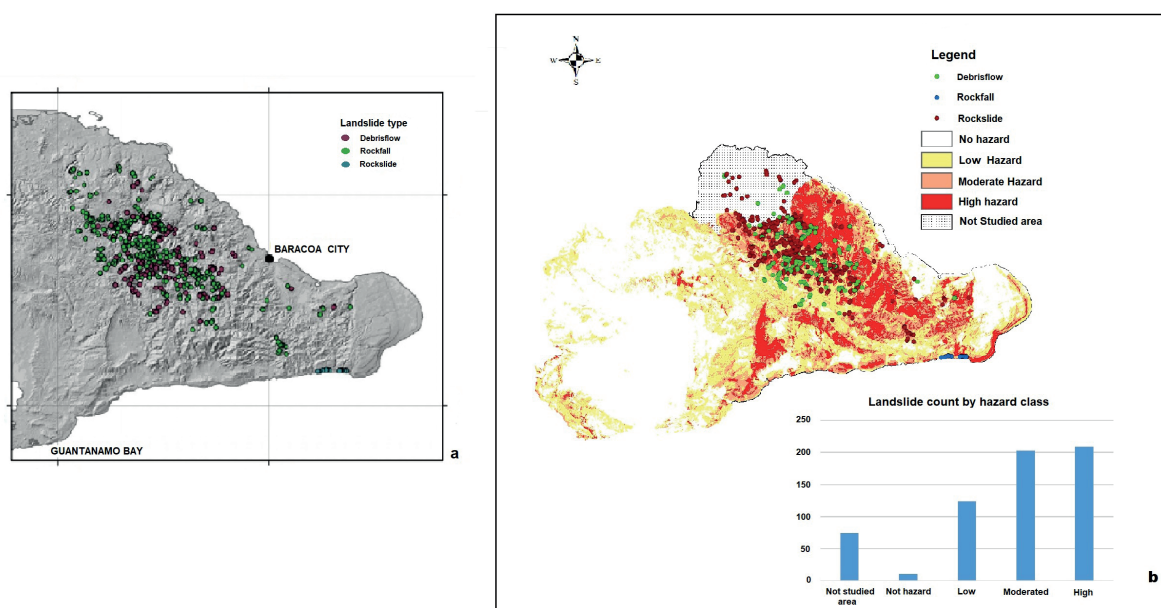 Landslide type
Debrisflow
Rockfall
Rockslide
BARACOA CITY
GUANTANAMO BAY
a
N
W
E
S
Legend
Debrisflow
Rockfall
Rockslide
No hazard
Low Hazard
Moderate Hazard
High hazard
Not Studied area
Landslide count by hazard class
250
200
150
100
50
0
Not studied
area
Not hazard
Low
Moderated
High
b